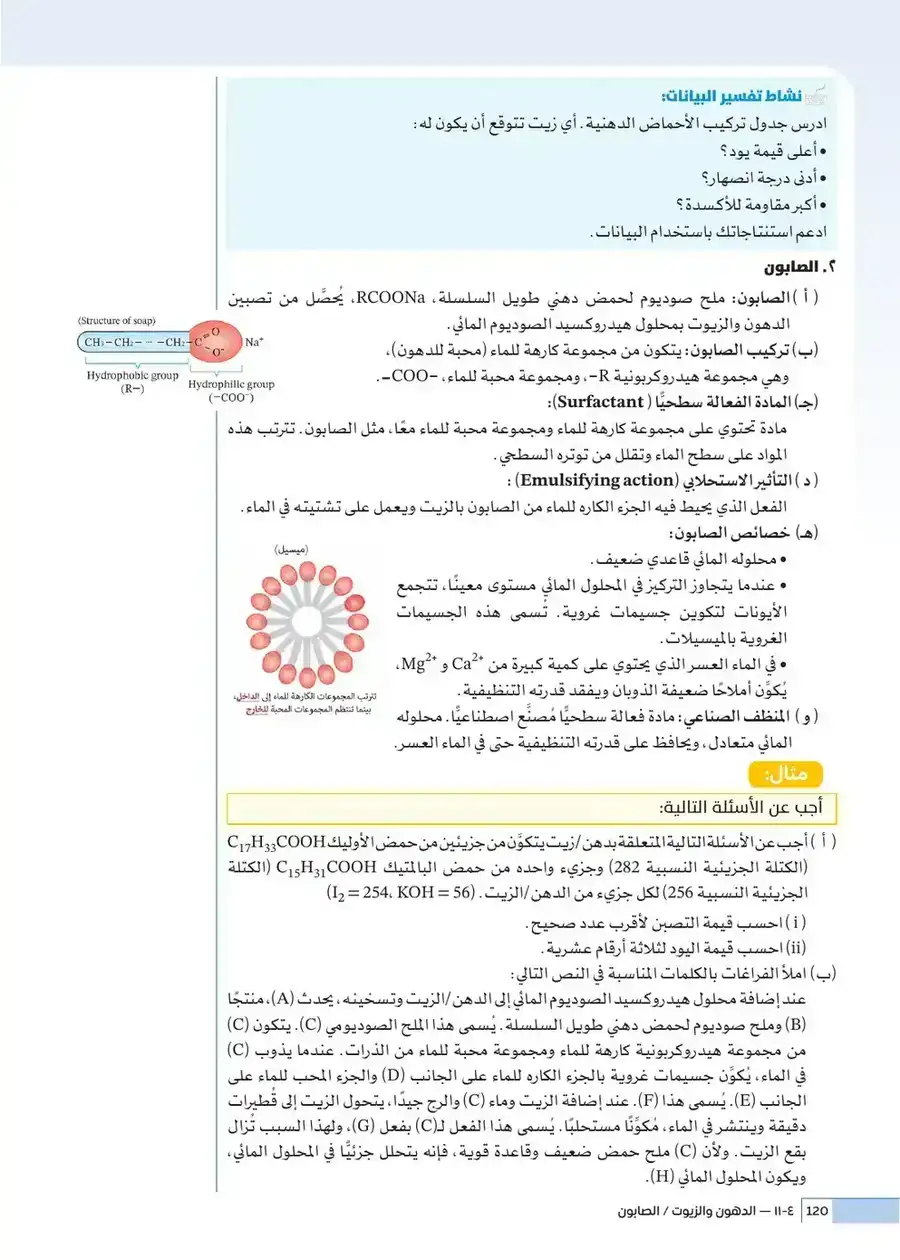 نشاط تفسير البيانات:
ادرس جدول تركيب الأحماض الدهنية. أي زيت تتوقع أن يكون له:
• أعلى قيمة يود؟
• أدنى درجة انصهار؟
• أكبر مقاومة للأكسدة؟
ادعم استنتاجاتك باستخدام البيانات.
٢. الصابون
(أ) الصابون: ملح صوديوم لحمض دهني طويل السلسلة، RCOONa، يُحصَّل من تصبين
الدهون والزيوت بمحلول هيدروكسيد الصوديوم المائي.
(ب) تركيب الصابون: يتكون من مجموعة كارهة للماء (محبة للدهون)،
وهي مجموعة هيدروكربونية R–، ومجموعة محبة للماء، –COO–.
(Structure of soap)
CH₃–CH₂– ··· –CH₂–C
O
O⁻
Na⁺
Hydrophobic group
(R−)
Hydrophilic group
(−COO⁻)
(جـ) المادة الفعالة سطحيًّا (Surfactant):
مادة تحتوي على مجموعة كارهة للماء ومجموعة محبة للماء معًا، مثل الصابون. تترتب هذه
المواد على سطح الماء وتقلل من توتره السطحي.
(د) التأثير الاستحلابي (Emulsifying action):
الفعل الذي يحيط فيه الجزء الكاره للماء من الصابون بالزيت ويعمل على تشتيته في الماء.
(هـ) خصائص الصابون:
• محلوله المائي قاعدي ضعيف.
• عندما يتجاوز التركيز في المحلول المائي مستوى معينًا، تتجمع
الأيونات لتكوين جسيمات غروية. تُسمى هذه الجسيمات
الغروية بالميسيلات.
• في الماء العسر الذي يحتوي على كمية كبيرة من Ca²⁺ و Mg²⁺،
يُكوِّن أملاحًا ضعيفة الذوبان ويفقد قدرته التنظيفية.
(ميسيل)
تترتب المجموعات الكارهة للماء إلى الداخل،
بينما تنتظم المجموعات المحبة للخارج
(و) المنظف الصناعي: مادة فعالة سطحيًّا مُصنَّع اصطناعيًّا. محلوله
المائي متعادل، ويحافظ على قدرته التنظيفية حتى في الماء العسر.
مثال:
أجب عن الأسئلة التالية:
(أ) أجب عن الأسئلة التالية المتعلقة بدهن/زيت يتكوَّن من جزيئين من حمض الأوليك C₁₇H₃₃COOH
(الكتلة الجزيئية النسبية 282) وجزيء واحده من حمض البالمتيك C₁₅H₃₁COOH (الكتلة
الجزيئية النسبية 256) لكل جزيء من الدهن/الزيت. (I₂ = 254، KOH = 56)
(i) احسب قيمة التصبن لأقرب عدد صحيح.
(ii) احسب قيمة اليود لثلاثة أرقام عشرية.
(ب) املأ الفراغات بالكلمات المناسبة في النص التالي:
عند إضافة محلول هيدروكسيد الصوديوم المائي إلى الدهن/الزيت وتسخينه، يحدث (A)، منتجًا
(B) وملح صوديوم لحمض دهني طويل السلسلة. يُسمى هذا الملح الصوديومي (C). يتكون (C)
من مجموعة هيدروكربونية كارهة للماء ومجموعة محبة للماء من الذرات. عندما يذوب (C)
في الماء، يُكوِّن جسيمات غروية بالجزء الكاره للماء على الجانب (D) والجزء المحب للماء على
الجانب (E). يُسمى هذا (F). عند إضافة الزيت وماء (C) والرج جيدًا، يتحول الزيت إلى قُطيرات
دقيقة وينتشر في الماء، مُكوِّنًا مستحلبًا. يُسمى هذا الفعل لـ(C) بفعل (G)، ولهذا السبب تُزال
بقع الزيت. ولأن (C) ملح حمض ضعيف وقاعدة قوية، فإنه يتحلل جزئيًّا في المحلول المائي،
ويكون المحلول المائي (H).
120 ٤-١١ — الدهون والزيوت / الصابون